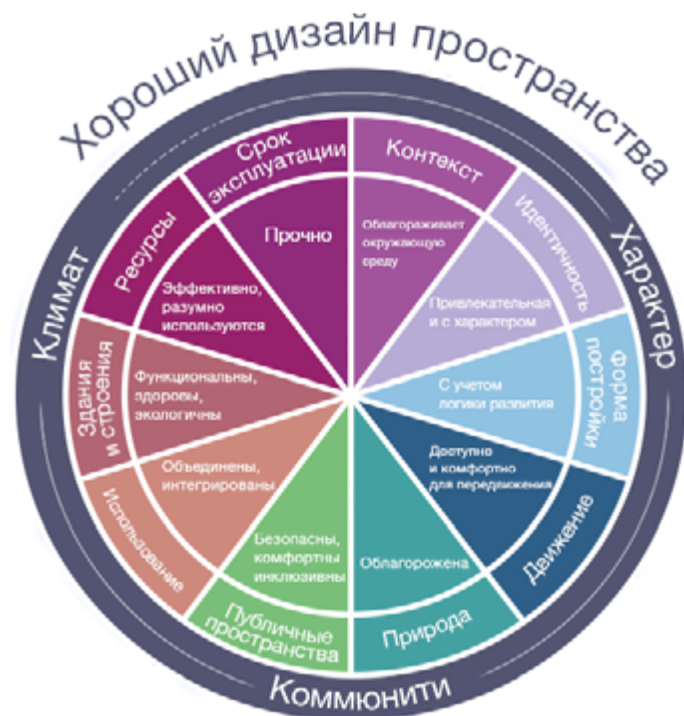 Хороший дизайн пространства
Климат
Характер
Коммюнити
Срок
эксплуатации
Прочно
Контекст
Облагораживает
окружающую
среду
Идентичность
Привлекательная
и с характером
Форма
постройки
С учетом
логики развития
Движение
Доступно
и комфортно
для передвижения
Природа
Облагорожена
Публичные
пространства
Безопасны,
комфортны
инклюзивны
Использование
Объединены,
интегрированы
Здания
и строения
Функциональны,
здоровы,
экологичны
Ресурсы
Эффективно,
разумно
используются